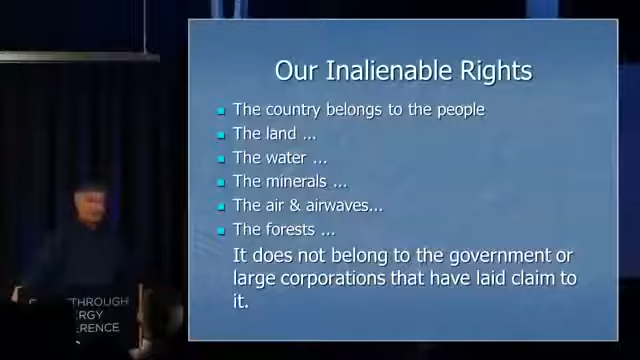 Our Inalienable Rights
The country belongs to the people
The land ...
The water ...
The minerals ...
The air & airwaves...
The forests ...
It does not belong to the government or
large corporations that have laid claim to
it.
THROUGH